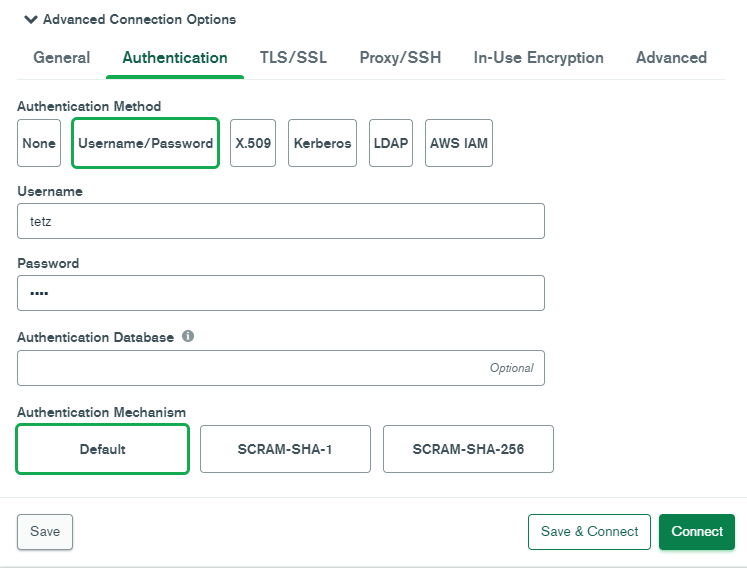 Advanced Connection Options
General Authentication TLS/SSL Proxy/SSH In-Use Encryption Advanced
Authentication Method
None Username/Password X.509 Kerberos LDAP AWS IAM
Username
tetz
Password
••••
Authentication Database
Optional
Authentication Mechanism
Default SCRAM-SHA-1 SCRAM-SHA-256
Save Save & Connect Connect